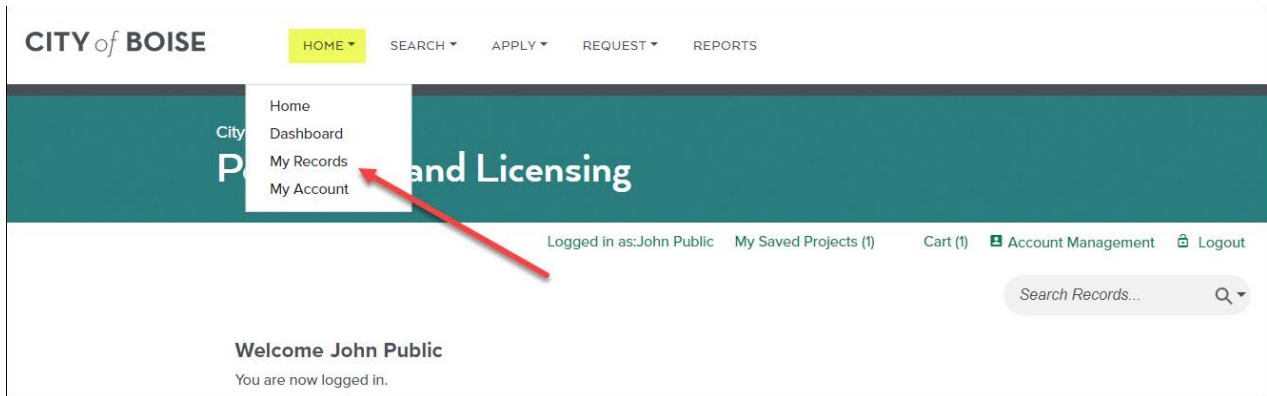 CITY of BOISE
HOME SEARCH APPLY REQUEST REPORTS
Home
Dashboard
My Records
My Account
City
P and Licensing
Logged in as:John Public My Saved Projects (1) Cart (1) Account Management Logout
Search Records...
Welcome John Public
You are now logged in.